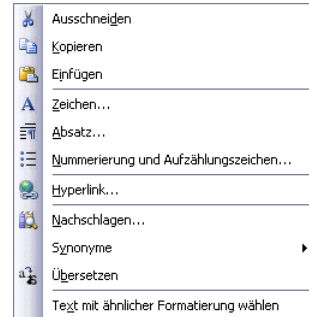 Ausschneiden
Kopieren
Einfügen
Zeichen...
Absatz...
Nummerierung und Aufzählungszeichen...
Hyperlink...
Nachschlagen...
Synonyme
Übersetzen
Text mit ähnlicher Formatierung wählen